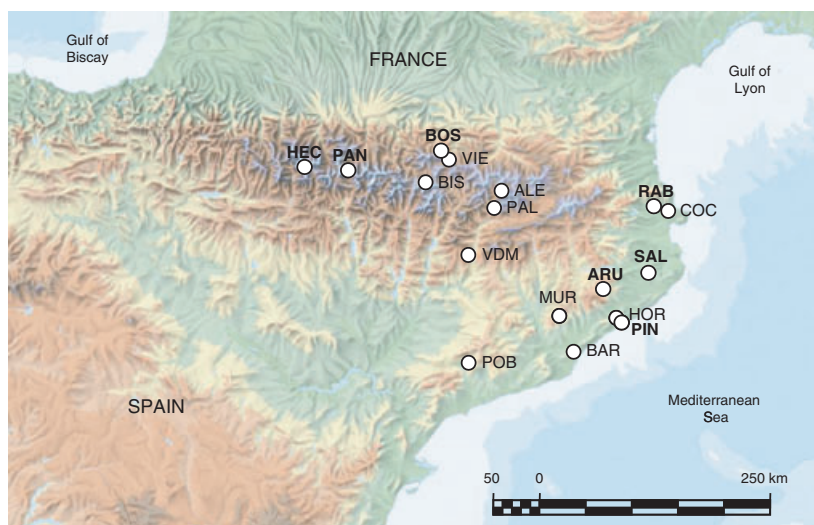 Gulf of
Biscay
FRANCE
Gulf of
Lyon
BOS
VIE
HEC
PAN
BIS
ALE
PAL
RAB
COC
VDM
SAL
ARU
MUR
HOR
PIN
BAR
POB
SPAIN
Mediterranean
Sea
50 0 250 km